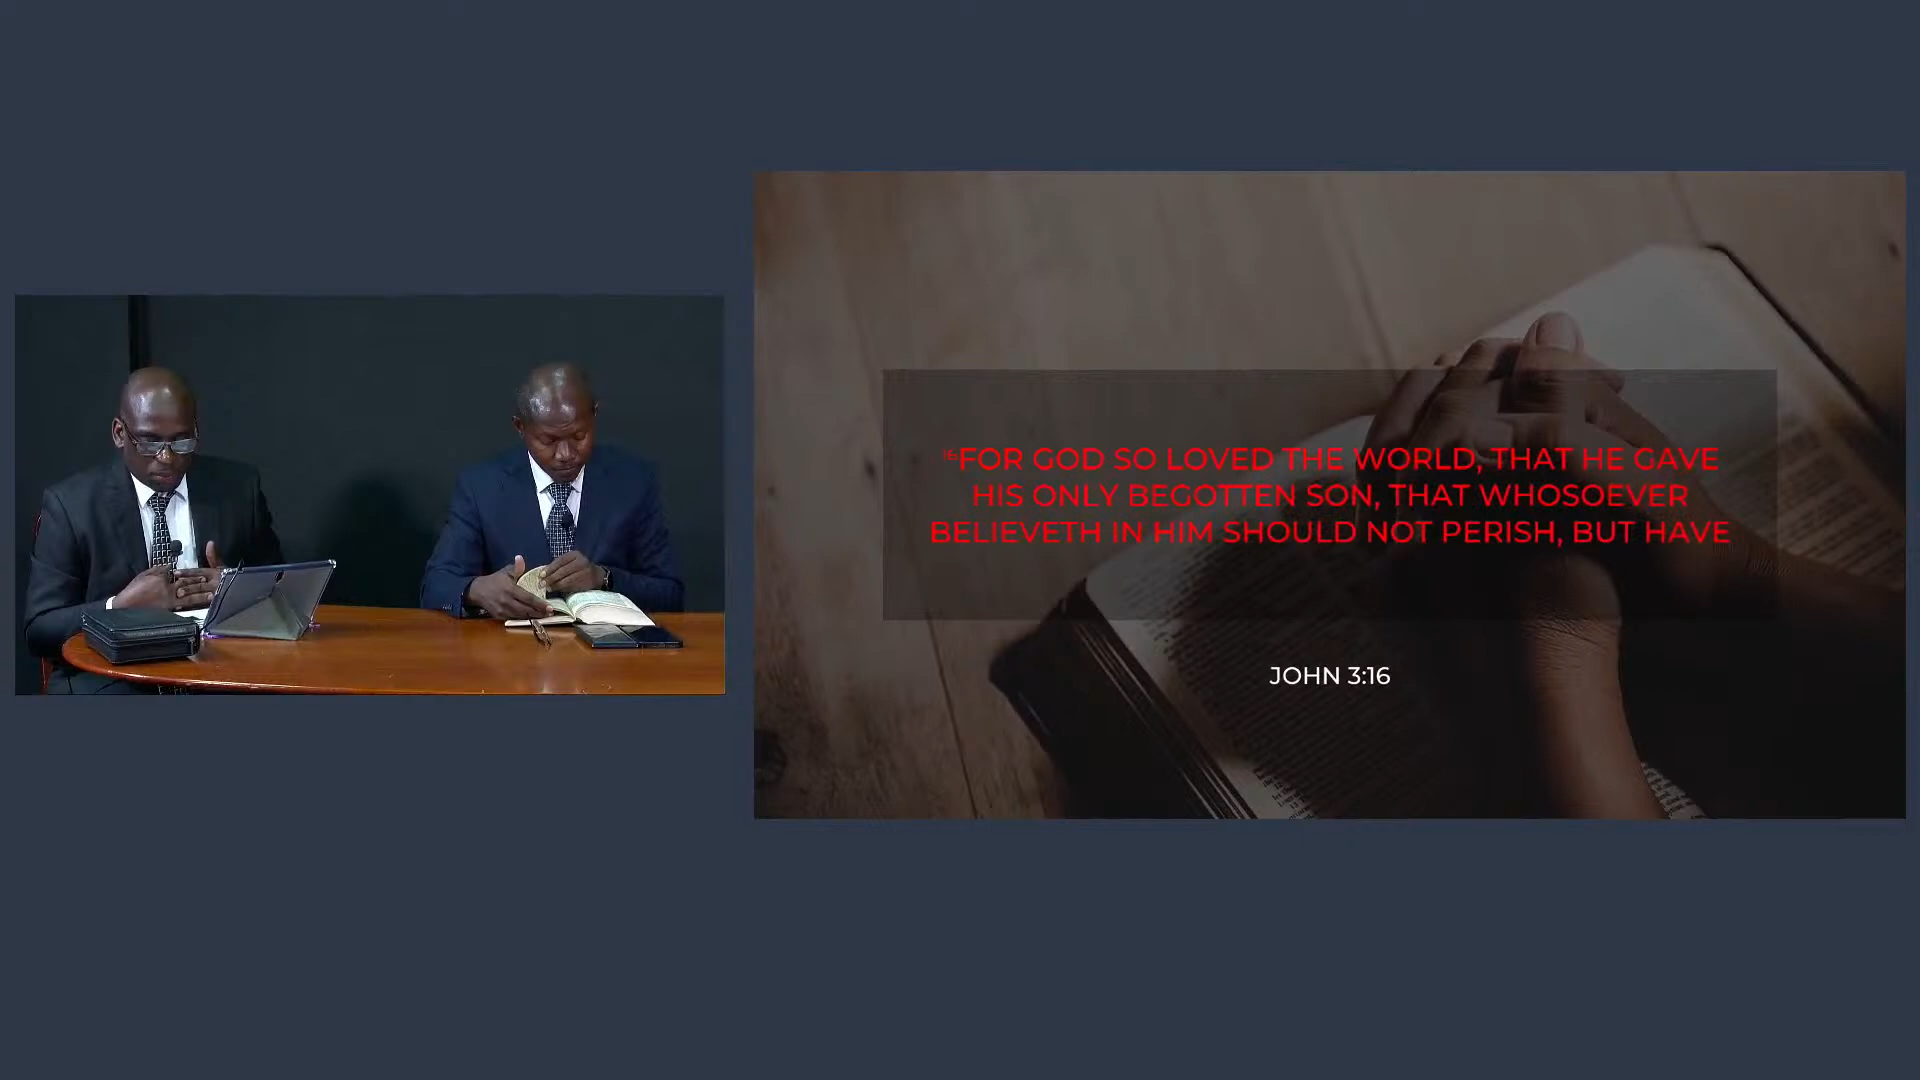 16FOR GOD SO LOVED THE WORLD, THAT HE GAVE
HIS ONLY BEGOTTEN SON, THAT WHOSOEVER
BELIEVETH IN HIM SHOULD NOT PERISH, BUT HAVE
JOHN 3:16